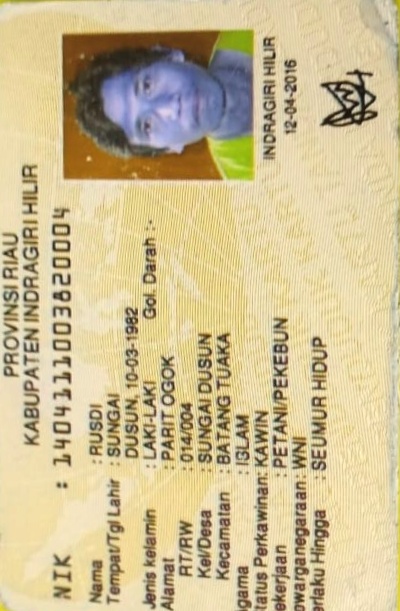 PROVINSI RIAU
KABUPATEN INDRAGIRI HILIR
NIK : 1404111003820004
Nama : RUSDI
Tempat/Tgl Lahir : SUNGAI
DUSUN, 10-03-1982
Jenis kelamin : LAKI-LAKI Gol. Darah :-
Alamat : PARIT OGOK
RT/RW : 014/004
Kel/Desa : SUNGAI DUSUN
Kecamatan : BATANG TUAKA
gama : ISLAM
atus Perkawinan: KAWIN
ekerjaan : PETANI/PEKEBUN
ewarganegaraan: WNI
erlaku Hingga : SEUMUR HIDUP
INDRAGIRI HILIR
12-04-2016